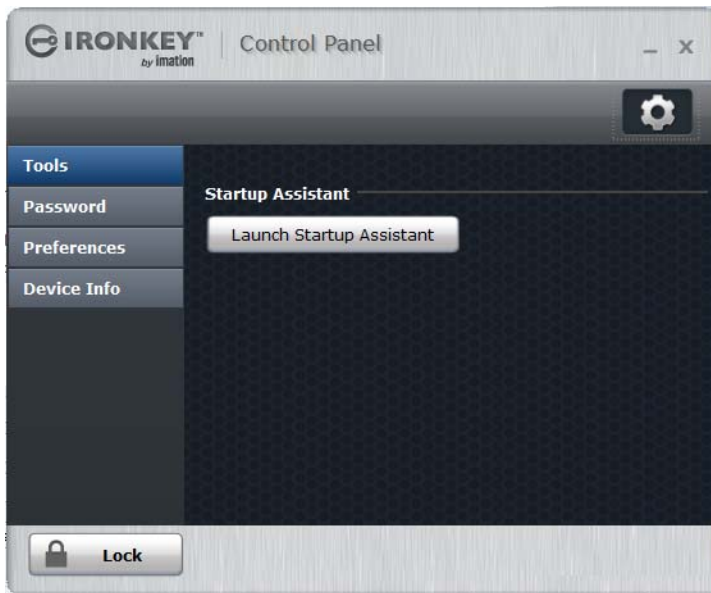 IRONKEY™ | Control Panel
by imation
Tools
Password
Preferences
Device Info
Startup Assistant
Launch Startup Assistant
Lock